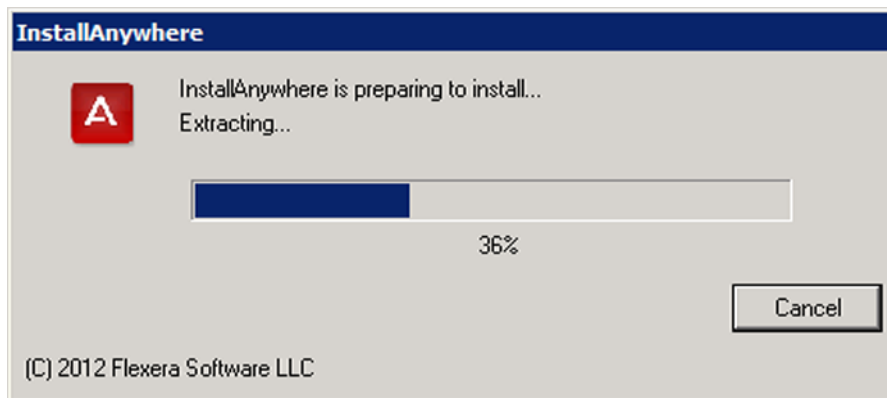 InstallAnywhere
InstallAnywhere is preparing to install...
A
Extracting...
36%
Cancel
(C) 2012 Flexera Software LLC